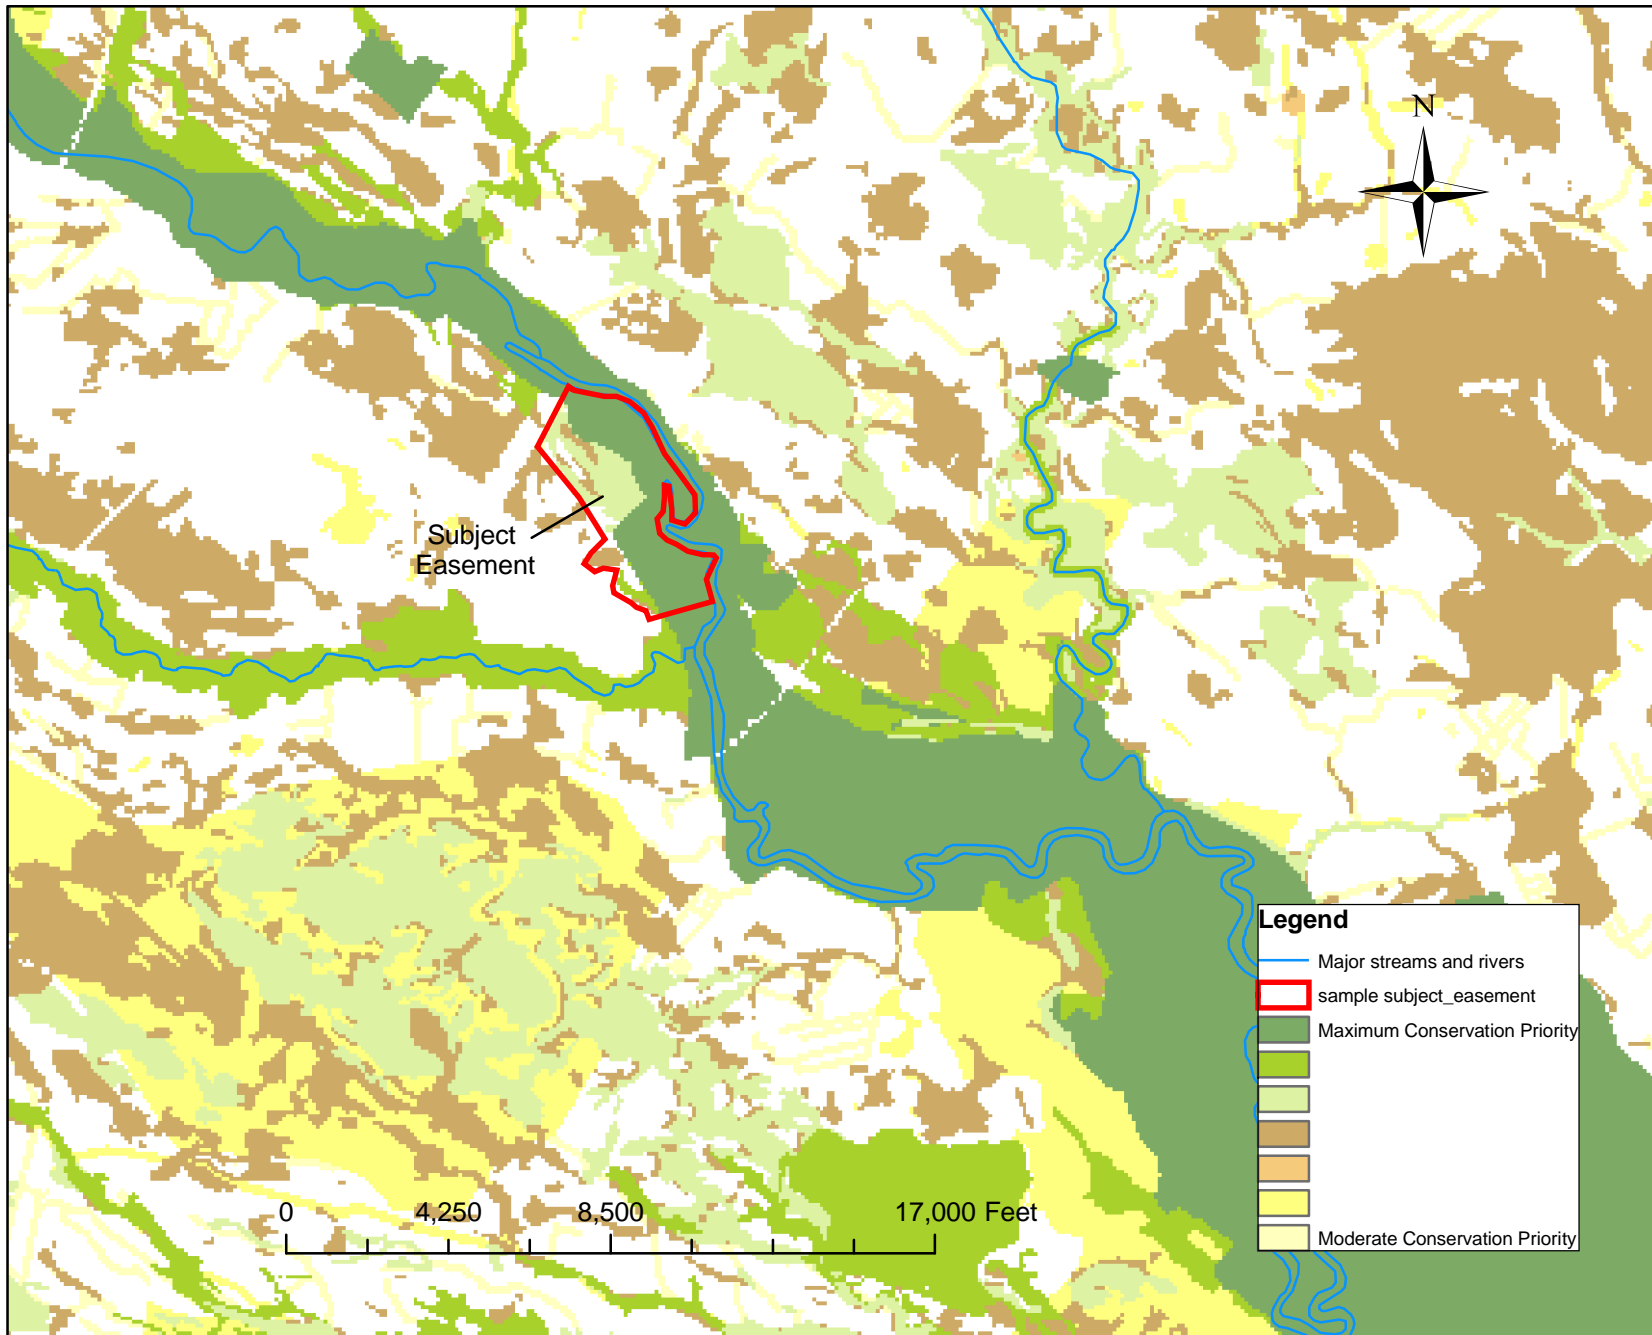 N
Subject
Easement
Legend
Major streams and rivers
sample subject_easement
Maximum Conservation Priority
Moderate Conservation Priority
0 4,250 8,500 17,000 Feet